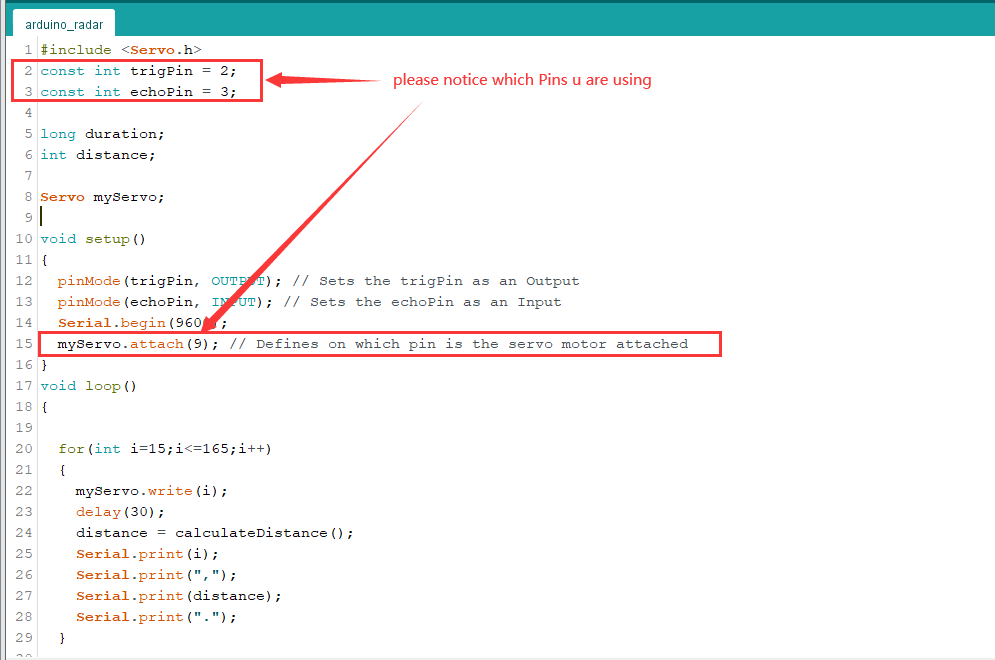 arduino_radar
1 #include <Servo.h>
2 const int trigPin = 2;
please notice which Pins u are using
3 const int echoPin = 3;
4
5 long duration;
6 int distance;
7
8 Servo myServo;
9
10 void setup()
11 {
12 pinMode(trigPin, OUTPUT); // Sets the trigPin as an Output
13 pinMode(echoPin, INPUT); // Sets the echoPin as an Input
14 Serial.begin(9600);
15 myServo.attach(9); // Defines on which pin is the servo motor attached
16 }
17 void loop()
18 {
19
20 for(int i=15;i<=165;i++)
21 {
22 myServo.write(i);
23 delay(30);
24 distance = calculateDistance();
25 Serial.print(i);
26 Serial.print(",");
27 Serial.print(distance);
28 Serial.print(".");
29 }